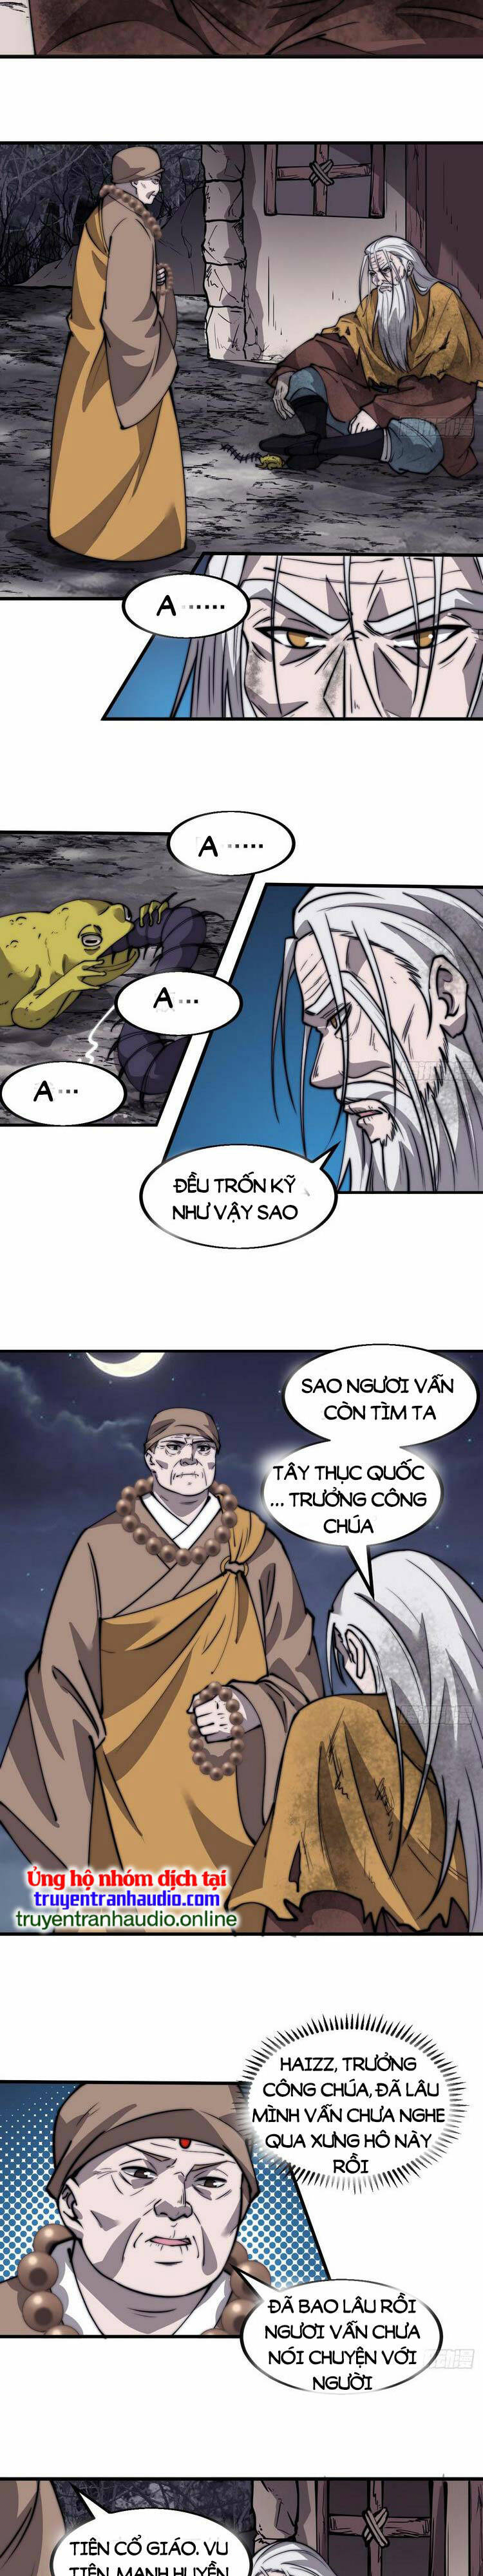 A ......
A ......
A ...
A ...
ĐỀU TRỐN KỸ
NHƯ VẬY SAO
SAO NGƯƠI VẪN
CÒN TÌM TA
TÂY THỤC QUỐC
... TRƯỞNG CÔNG
CHÚA
Ủng hộ nhóm dịch tại
truyentranhaudio.com
truyentranhaudio.online
HAIZZ, TRƯỞNG
CÔNG CHÚA, ĐÃ LÂU
MÌNH VẪN CHƯA NGHE
QUA XƯNG HÔ NÀY
RỒI
ĐÃ BAO LÂU RỒI
NGƯƠI VẪN CHƯA
NÓI CHUYỆN VỚI
NGƯỜI
TIÊN CỔ GIÁO. VU
TIÊN, MẠNH HUYỀN